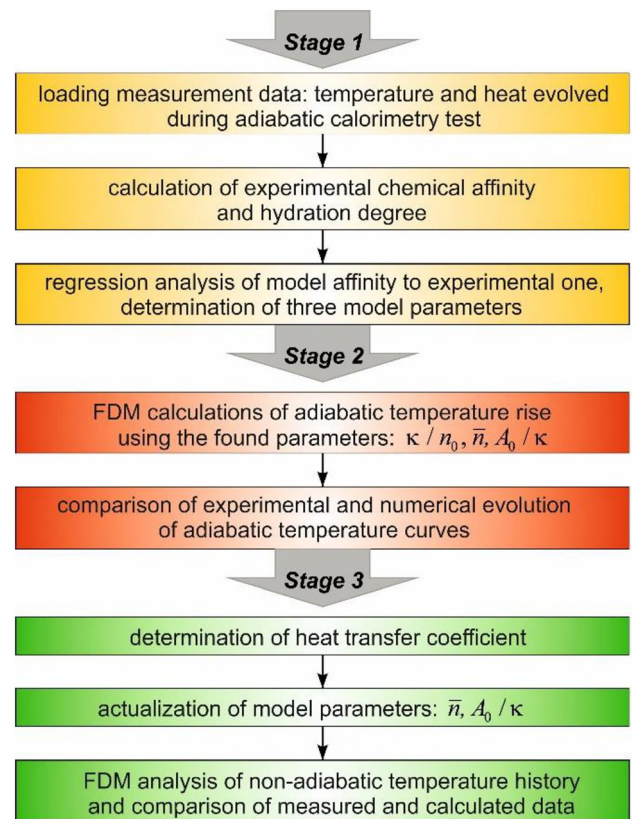 Stage 1
loading measurement data: temperature and heat evolved
during adiabatic calorimetry test
calculation of experimental chemical affinity
and hydration degree
regression analysis of model affinity to experimental one,
determination of three model parameters
Stage 2
FDM calculations of adiabatic temperature rise
using the found parameters: κ / n₀, n̅, A₀ / κ
comparison of experimental and numerical evolution
of adiabatic temperature curves
Stage 3
determination of heat transfer coefficient
actualization of model parameters: n̅, A₀ / κ
FDM analysis of non-adiabatic temperature history
and comparison of measured and calculated data